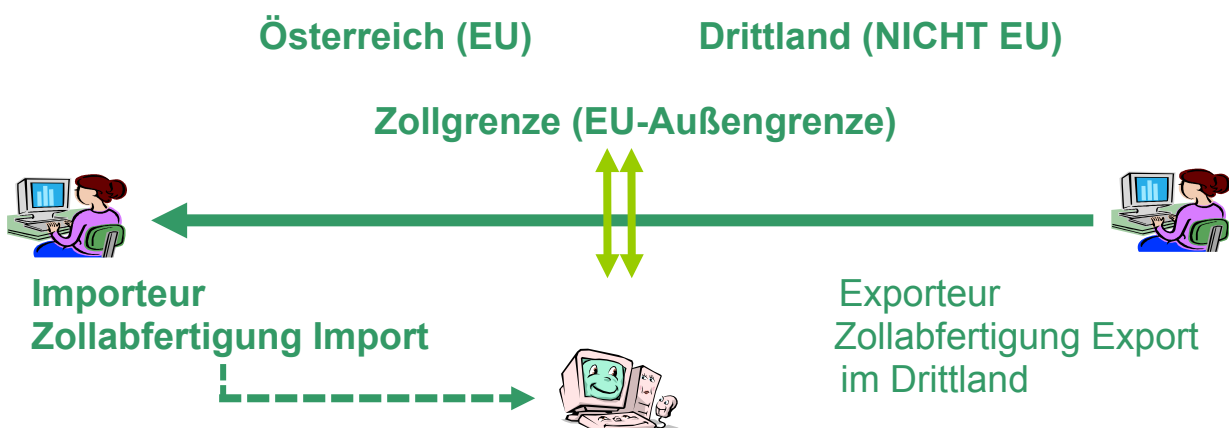 Österreich (EU)
Drittland (NICHT EU)
Zollgrenze (EU-Außengrenze)
Importeur
Zollabfertigung Import
Exporteur
Zollabfertigung Export
im Drittland